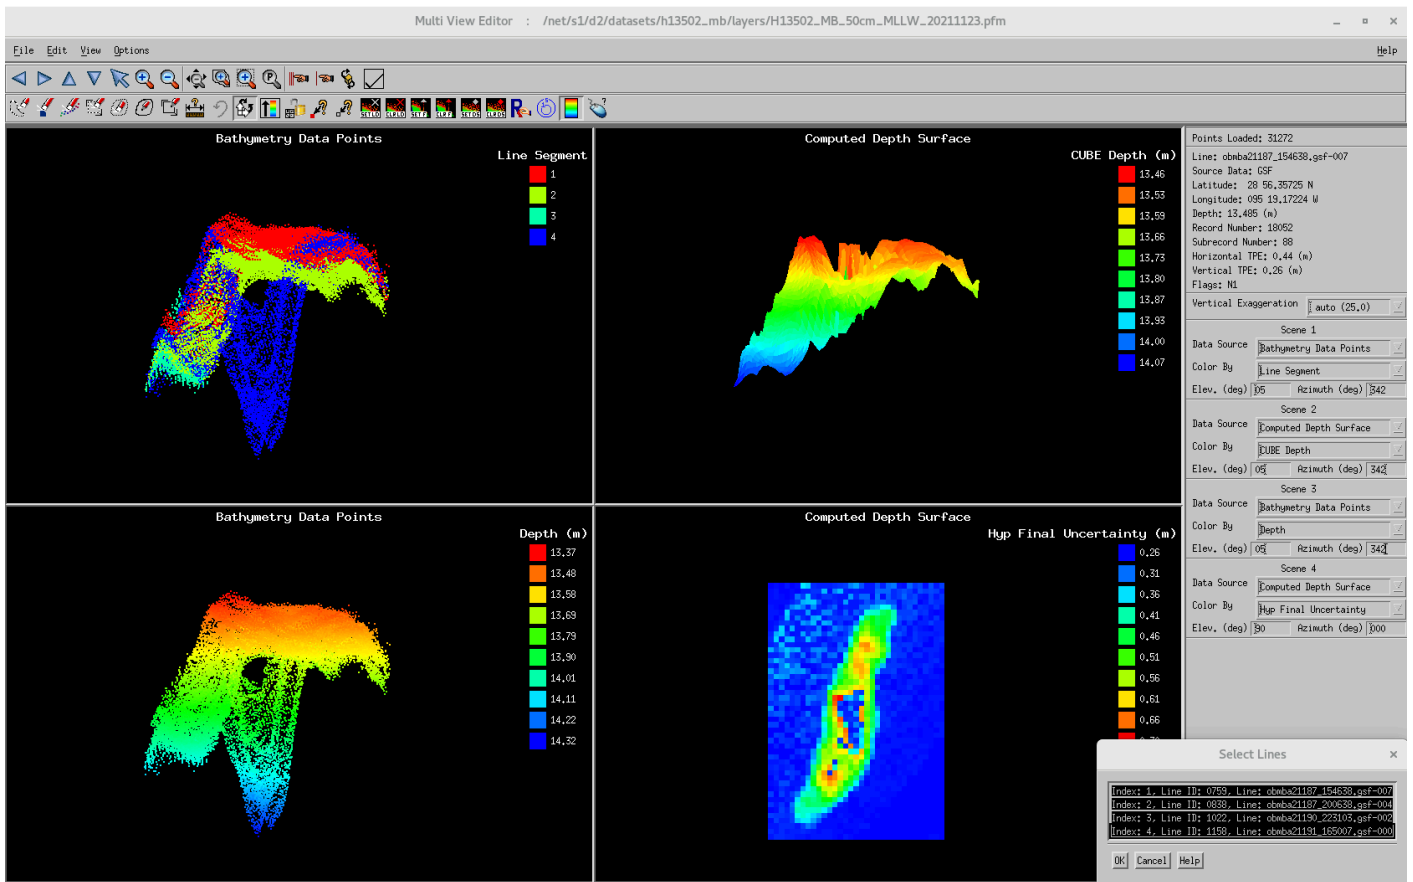 Multi View Editor : /net/s1/d2/datasets/h13502_mb/layers/H13502_MB_50cm_MLLW_20211123.pfm
File Edit View Options Help
Bathymetry Data Points
Line Segment
1
2
3
4
Computed Depth Surface
CUBE Depth (m)
13.46
13.53
13.59
13.66
13.73
13.80
13.87
13.93
14.00
14.07
Bathymetry Data Points
Depth (m)
13.37
13.48
13.58
13.69
13.79
13.90
14.01
14.11
14.22
14.32
Computed Depth Surface
Hyp Final Uncertainty (m)
0.26
0.31
0.36
0.41
0.46
0.51
0.56
0.61
0.66
Points Loaded: 31272
Line: obmba21187_154638.gsf-007
Source Data: GSF
Latitude: 28 56.35725 N
Longitude: 095 19.17224 W
Depth: 13.485 (m)
Record Number: 18052
Subrecord Number: 88
Horizontal TPE: 0.44 (m)
Vertical TPE: 0.26 (m)
Flags: N1
Vertical Exaggeration auto (25.0)
Scene 1
Data Source Bathymetry Data Points
Color By Line Segment
Elev. (deg) 05 Azimuth (deg) 342
Scene 2
Data Source Computed Depth Surface
Color By CUBE Depth
Elev. (deg) 05 Azimuth (deg) 342
Scene 3
Data Source Bathymetry Data Points
Color By Depth
Elev. (deg) 05 Azimuth (deg) 342
Scene 4
Data Source Computed Depth Surface
Color By Hyp Final Uncertainty
Elev. (deg) 90 Azimuth (deg) 000
Select Lines
Index: 1, Line ID: 0759, Line: obmba21187_154638.gsf-007
Index: 2, Line ID: 0838, Line: obmba21187_200638.gsf-004
Index: 3, Line ID: 1022, Line: obmba21190_223103.gsf-002
Index: 4, Line ID: 1158, Line: obmba21191_165007.gsf-000
OK Cancel Help